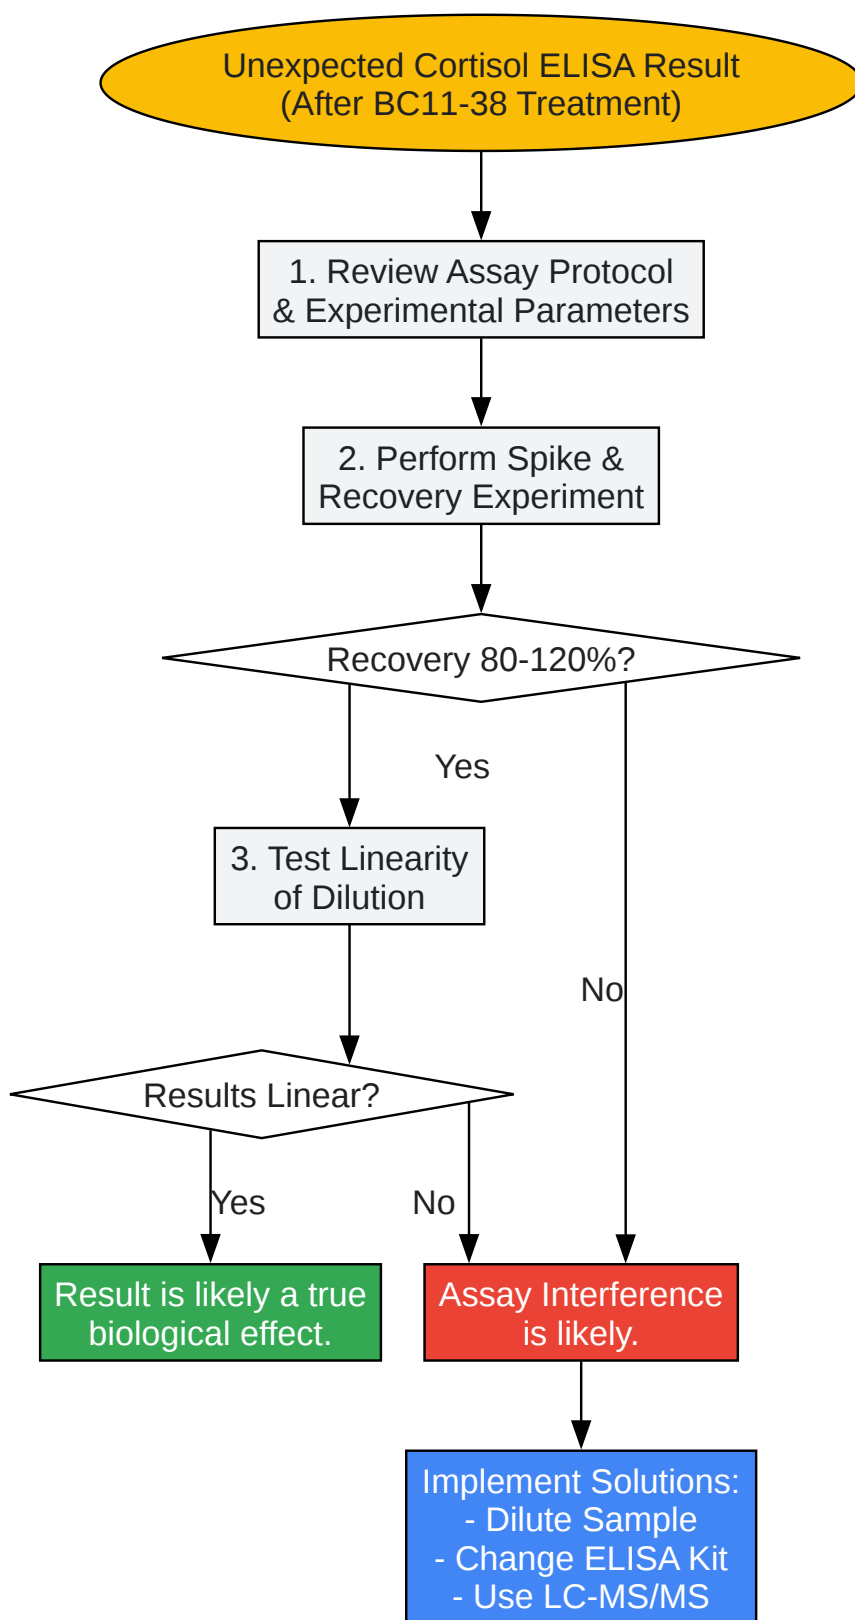 Unexpected Cortisol ELISA Result
(After BC11-38 Treatment)
1. Review Assay Protocol
& Experimental Parameters
2. Perform Spike &
Recovery Experiment
Recovery 80-120%?
Yes
3. Test Linearity
of Dilution
No
Results Linear?
Yes
No
Result is likely a true
biological effect.
Assay Interference
is likely.
Implement Solutions:
- Dilute Sample
- Change ELISA Kit
- Use LC-MS/MS